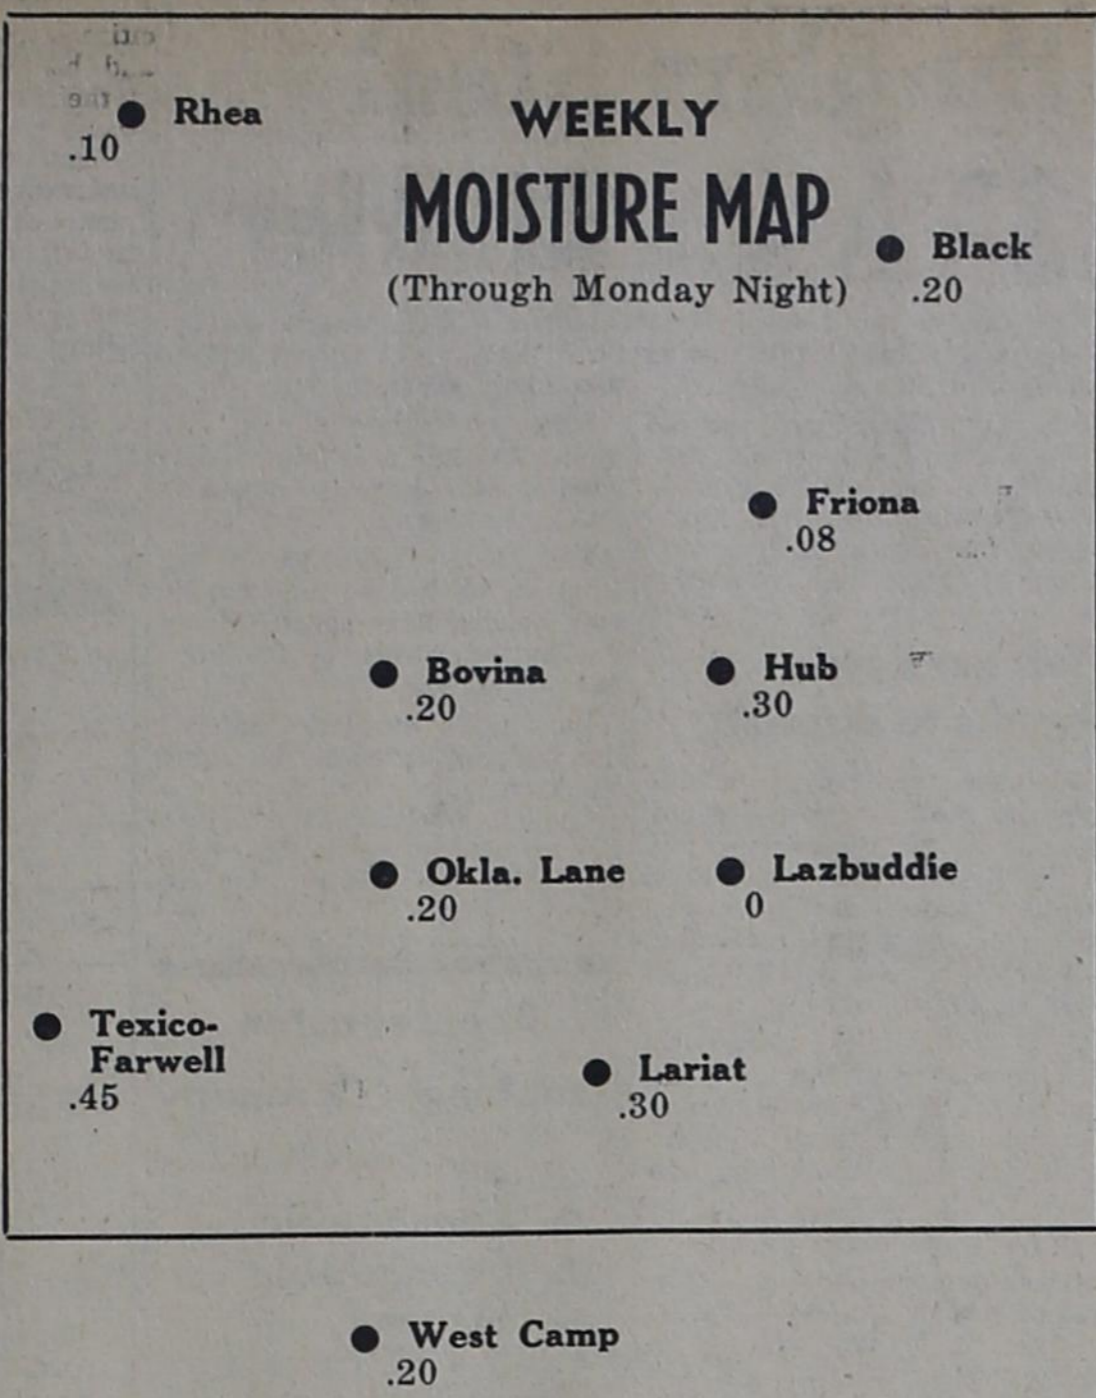 Rhea
.10
WEEKLY
MOISTURE MAP
(Through Monday Night)
Black
.20
Friona
.08
Bovina
.20
Hub
.30
Okla. Lane
.20
Lazbuddie
0
Texico-
Farwell
.45
Lariat
.30
West Camp
.20